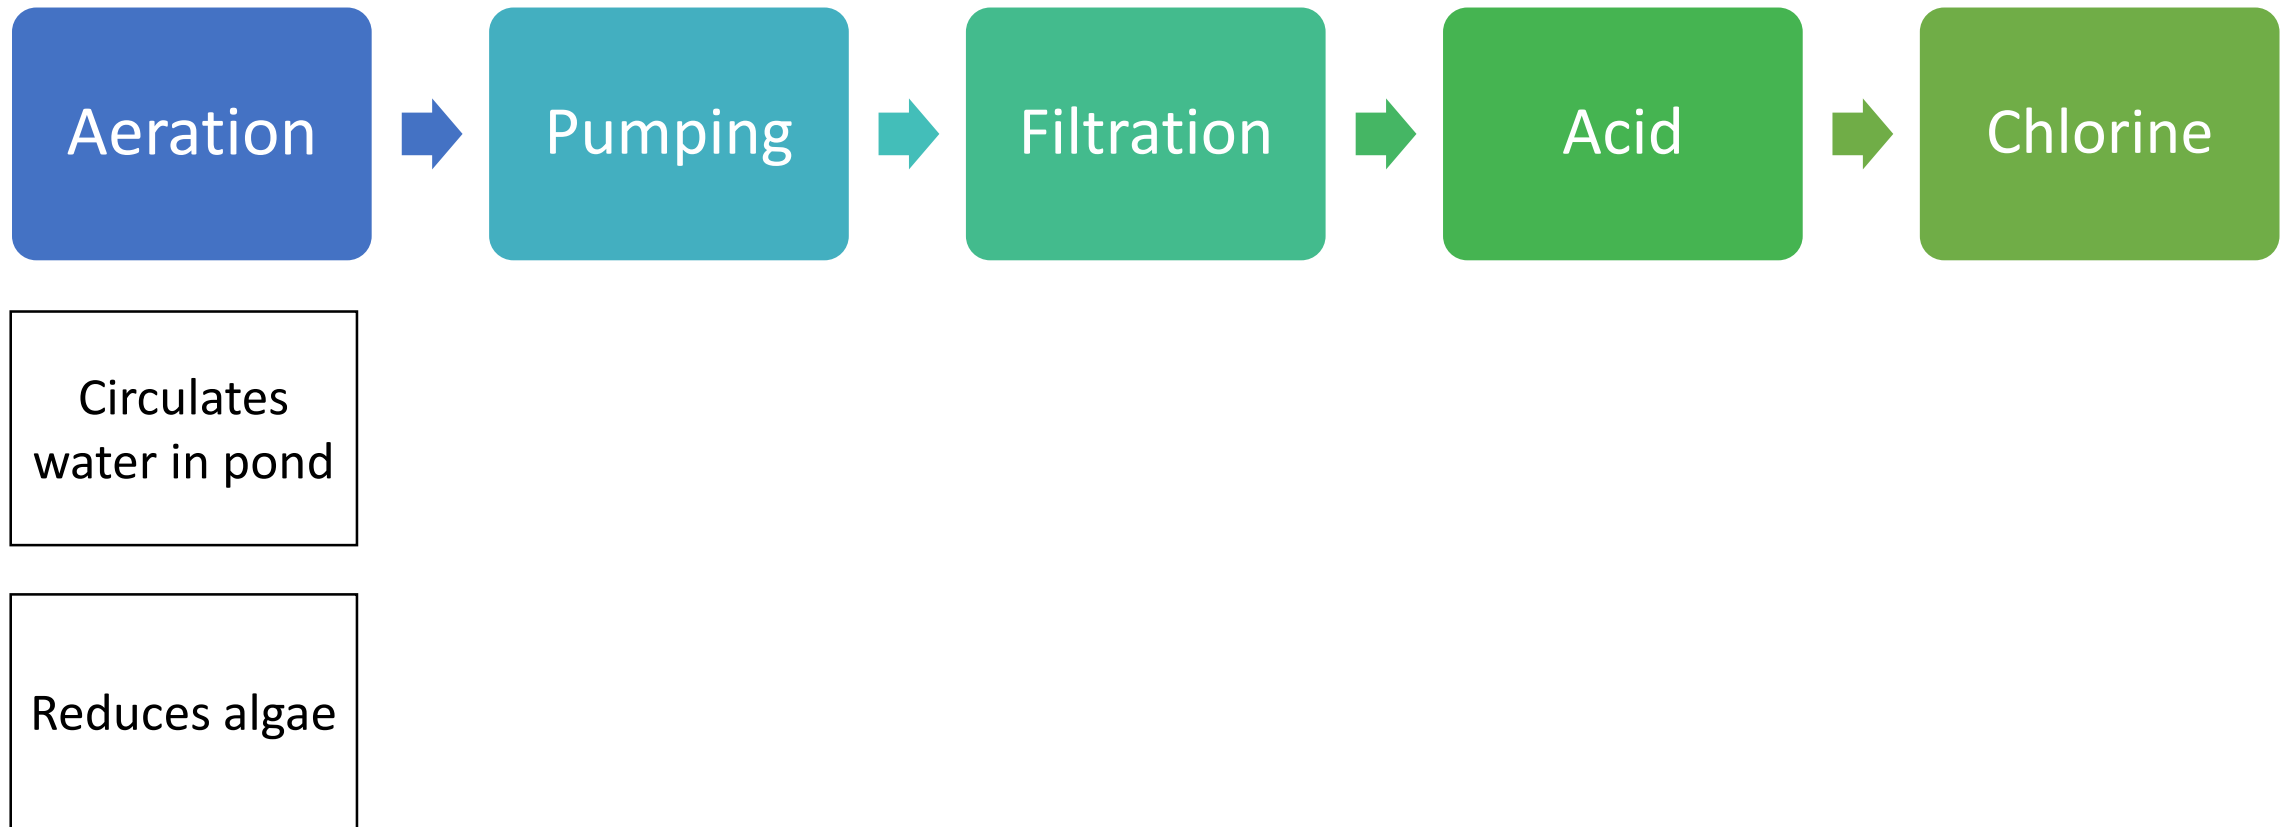 Aeration
Pumping
Filtration
Acid
Chlorine
Circulates
water in pond
Reduces algae